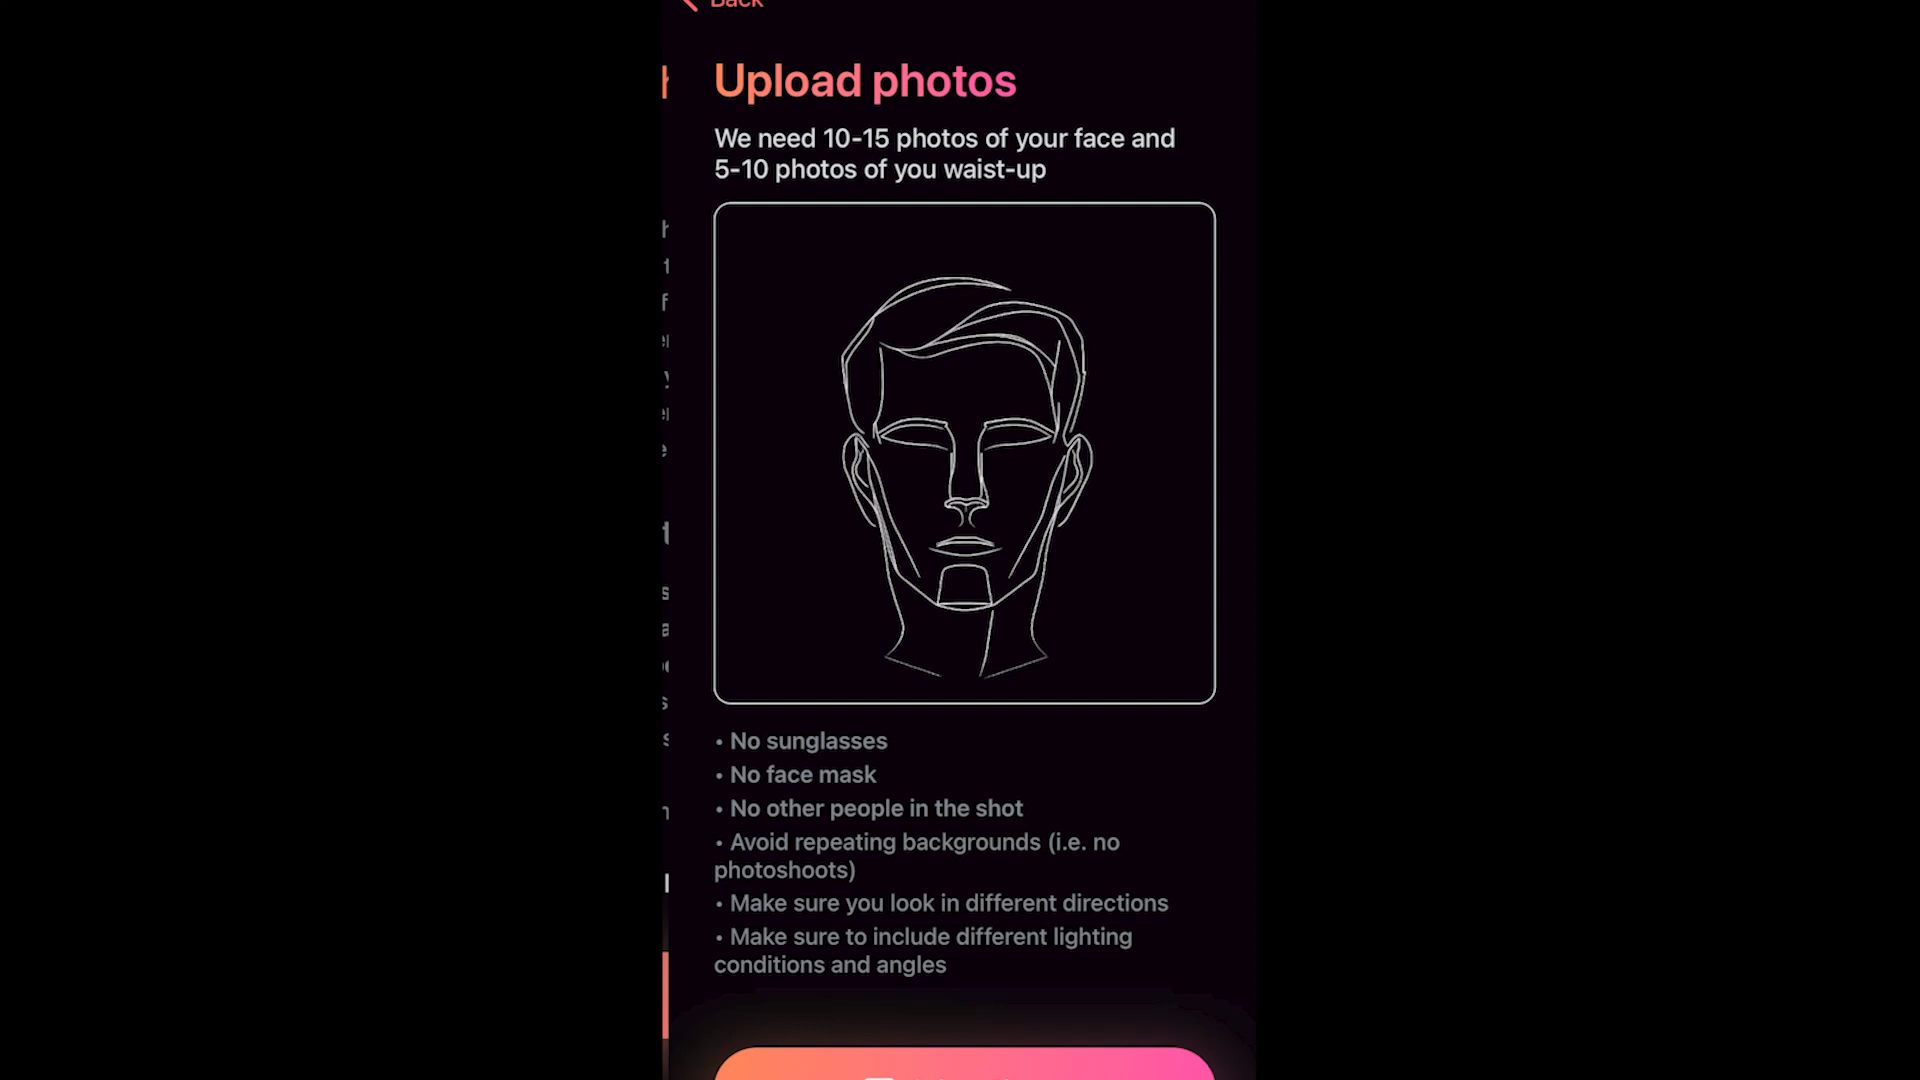 Back
Upload photos
We need 10-15 photos of your face and
5-10 photos of you waist-up
• No sunglasses
• No face mask
• No other people in the shot
• Avoid repeating backgrounds (i.e. no
photoshoots)
• Make sure you look in different directions
• Make sure to include different lighting
conditions and angles